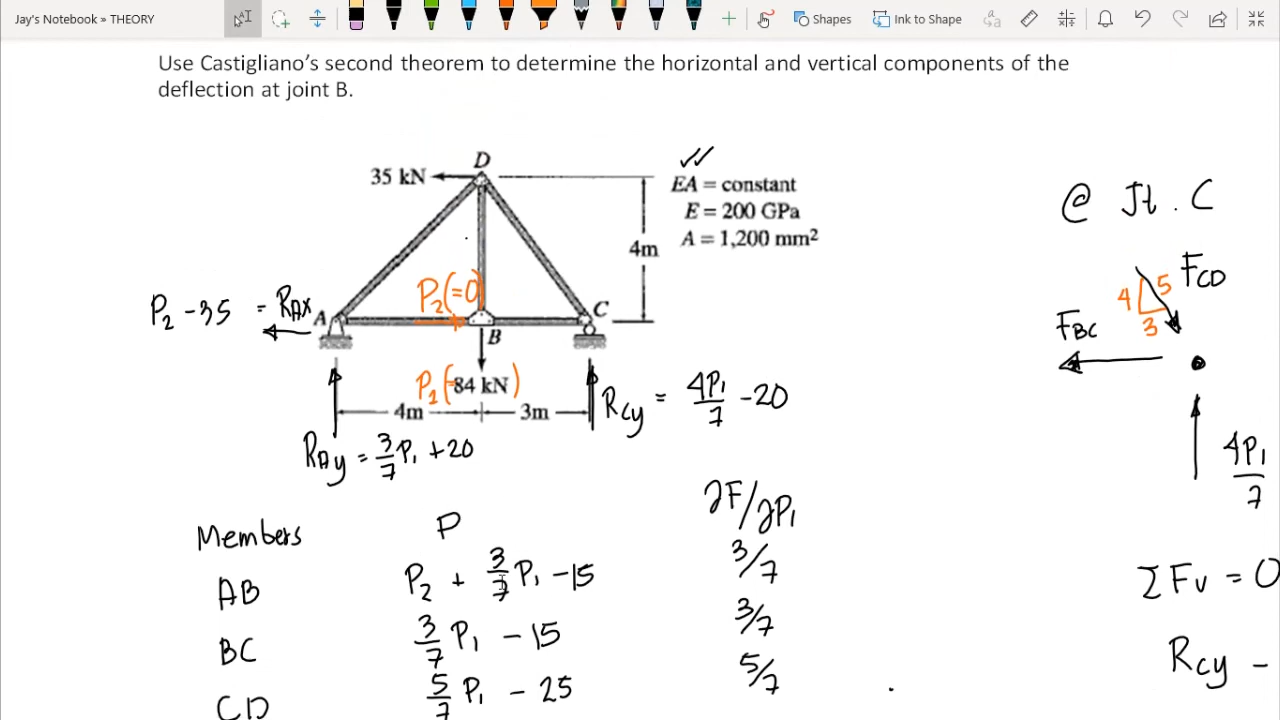 Jay's Notebook » THEORY
Shapes
Ink to Shape
Use Castigliano's second theorem to determine the horizontal and vertical components of the
deflection at joint B.
D
35 kN
EA = constant
E = 200 GPa
A = 1,200 mm²
4m
P₂(=0)
P₂ - 35 = RAx
A
B
C
P₁(=84 kN)
4m
3m
RAy = 3/7 P₁ + 20
RCy = 4P₁/7 - 20
@ Jt. C
FCD
4
5
3
FBC
4P₁/7
ΣFv = 0
RCy -
Members
P
∂F/∂P₁
AB
P₂ + 3/7 P₁ - 15
3/7
BC
3/7 P₁ - 15
3/7
CD
5/7 P₁ - 25
5/7